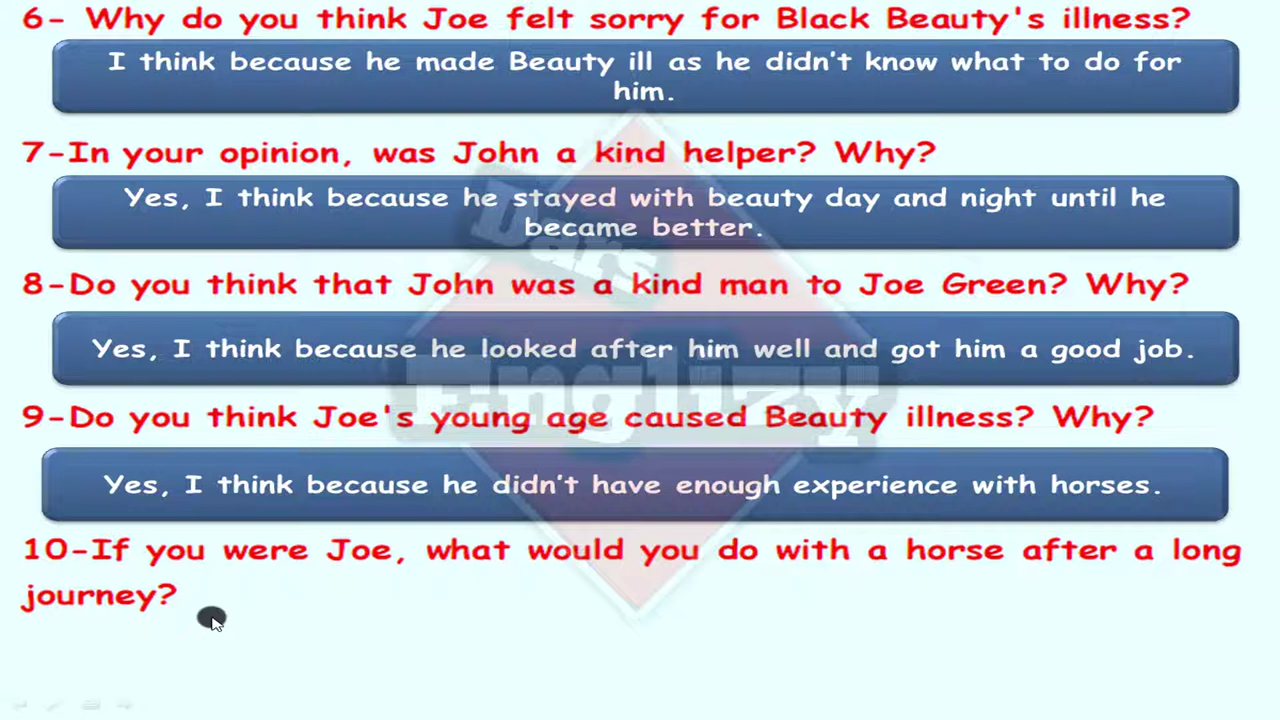 6- Why do you think Joe felt sorry for Black Beauty's illness?
I think because he made Beauty ill as he didn't know what to do for
him.
7-In your opinion, was John a kind helper? Why?
Yes, I think because he stayed with beauty day and night until he
became better.
8-Do you think that John was a kind man to Joe Green? Why?
Yes, I think because he looked after him well and got him a good job.
9-Do you think Joe's young age caused Beauty illness? Why?
Yes, I think because he didn't have enough experience with horses.
10-If you were Joe, what would you do with a horse after a long
journey?
Dars
Englizy